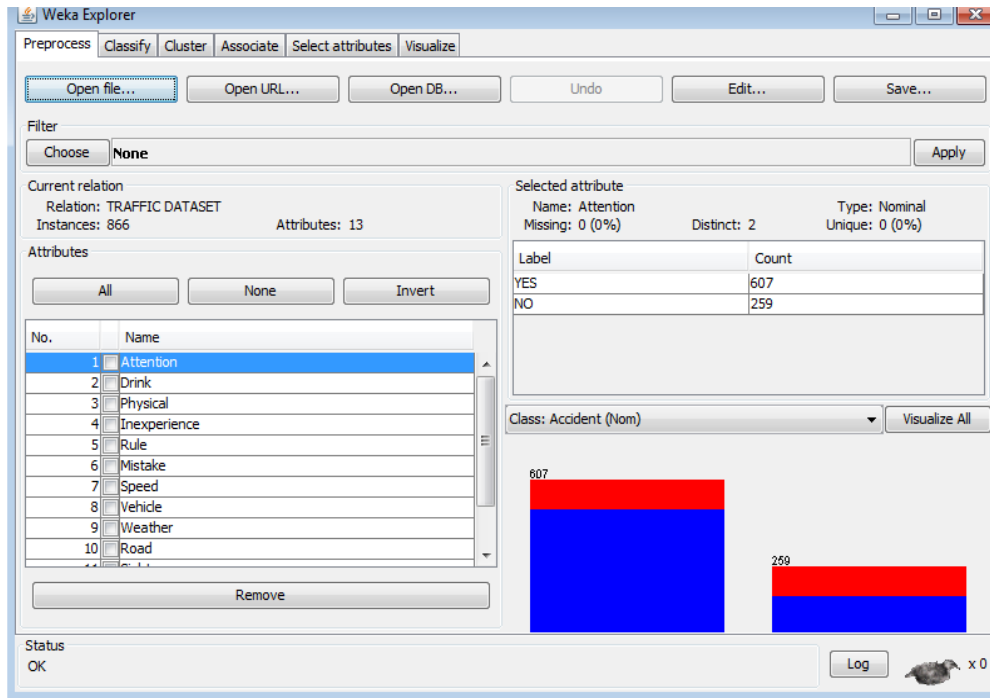 Weka Explorer
Preprocess Classify Cluster Associate Select attributes Visualize
Open file... Open URL... Open DB... Undo Edit... Save...
Filter
Choose None Apply
Current relation
Relation: TRAFFIC DATASET
Instances: 866 Attributes: 13
Attributes
All None Invert
No. Name
1 Attention
2 Drink
3 Physical
4 Inexperience
5 Rule
6 Mistake
7 Speed
8 Vehicle
9 Weather
10 Road
Remove
Selected attribute
Name: Attention Type: Nominal
Missing: 0 (0%) Distinct: 2 Unique: 0 (0%)
Label Count
YES 607
NO 259
Class: Accident (Nom) Visualize All
607
259
Status
OK Log x 0